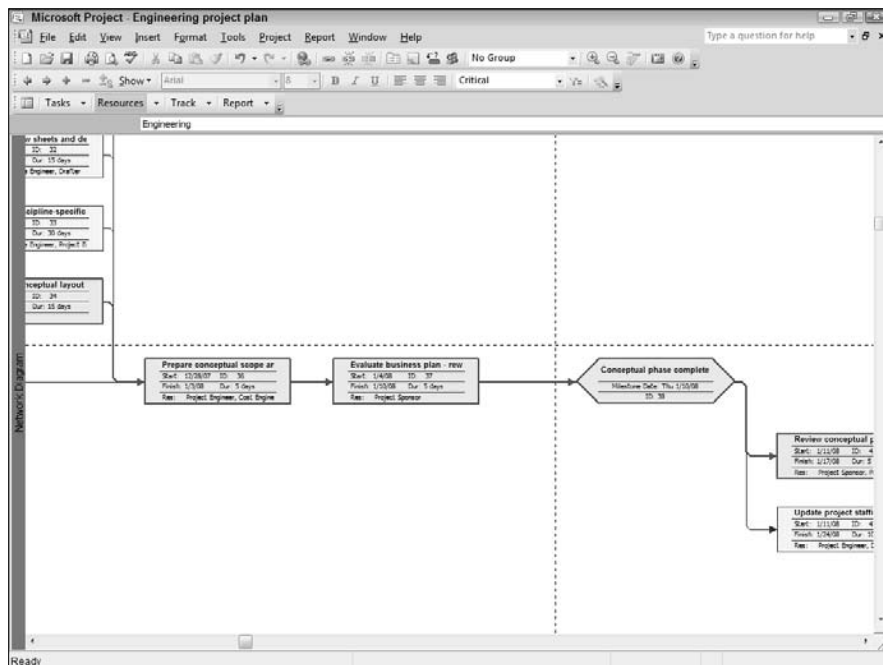 Microsoft Project - Engineering project plan
File Edit View Insert Format Tools Project Report Window Help
Type a question for help
No Group
Show
Arial
8
B I U
Critical
Tasks
Resources
Track
Report
Engineering
w sheets and de
ID: 32
Dur: 15 days
e Engineer, Drafter
cipline-specific
ID: 33
Dur: 30 days
e Engineer, Project E
nceptual layout
ID: 34
Dur: 15 days
Network Diagram
Prepare conceptual scope ar
Start: 12/28/07 ID: 36
Finish: 1/3/08 Dur: 5 days
Res: Project Engineer, Cost Engine
Evaluate business plan - rew
Start: 1/4/08 ID: 37
Finish: 1/10/08 Dur: 5 days
Res: Project Sponsor
Conceptual phase complete
Milestone Date: Thu 1/10/08
ID: 38
Review conceptual p
Start: 1/11/08 ID: 4
Finish: 1/17/08 Dur: 5
Res: Project Sponsor, P
Update project staffi
Start: 1/11/08 ID: 4
Finish: 1/24/08 Dur: 10
Res: Project Engineer, D
Ready